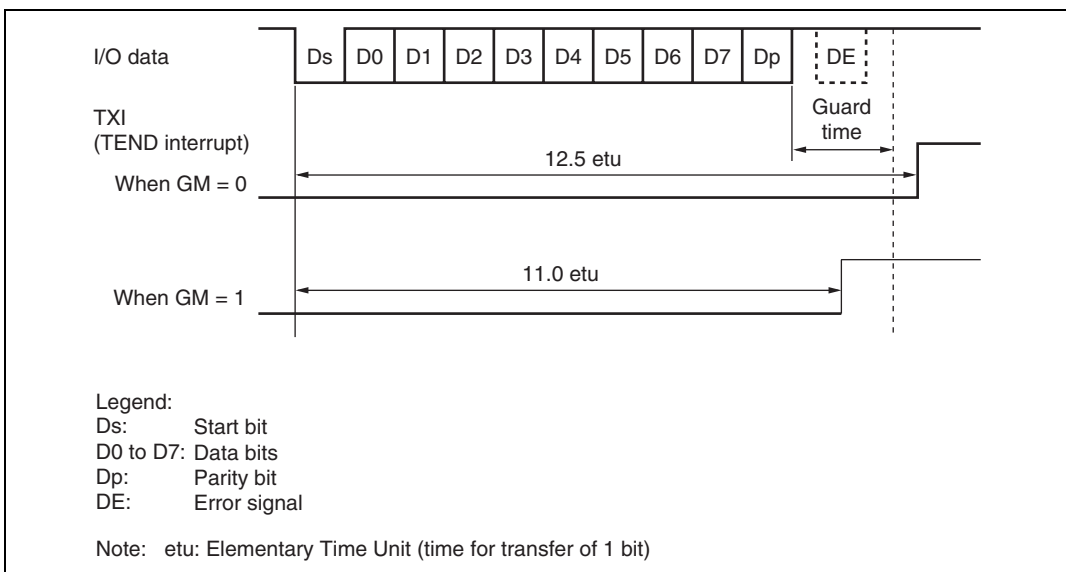 I/O data
Ds D0 D1 D2 D3 D4 D5 D6 D7 Dp DE
Guard
time
TXI
(TEND interrupt)
12.5 etu
When GM = 0
11.0 etu
When GM = 1
Legend:
Ds: Start bit
D0 to D7: Data bits
Dp: Parity bit
DE: Error signal
Note: etu: Elementary Time Unit (time for transfer of 1 bit)